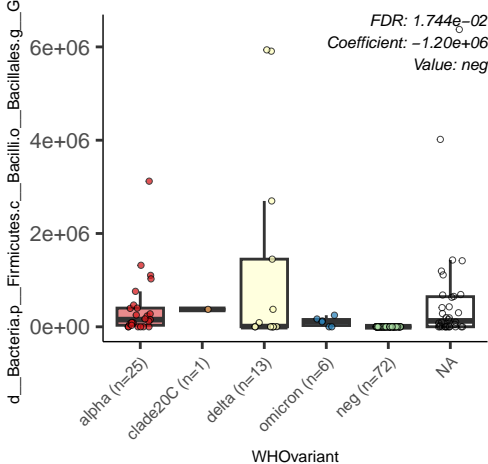 d__Bacteria.p__Firmicutes.c__Bacilli.o__Bacillales.g__G
FDR: 1.744e−02
Coefficient: −1.20e+06
Value: neg
6e+06
4e+06
2e+06
0e+00
alpha (n=25)
clade20C (n=1)
delta (n=13)
omicron (n=6)
neg (n=72)
NA
WHOvariant